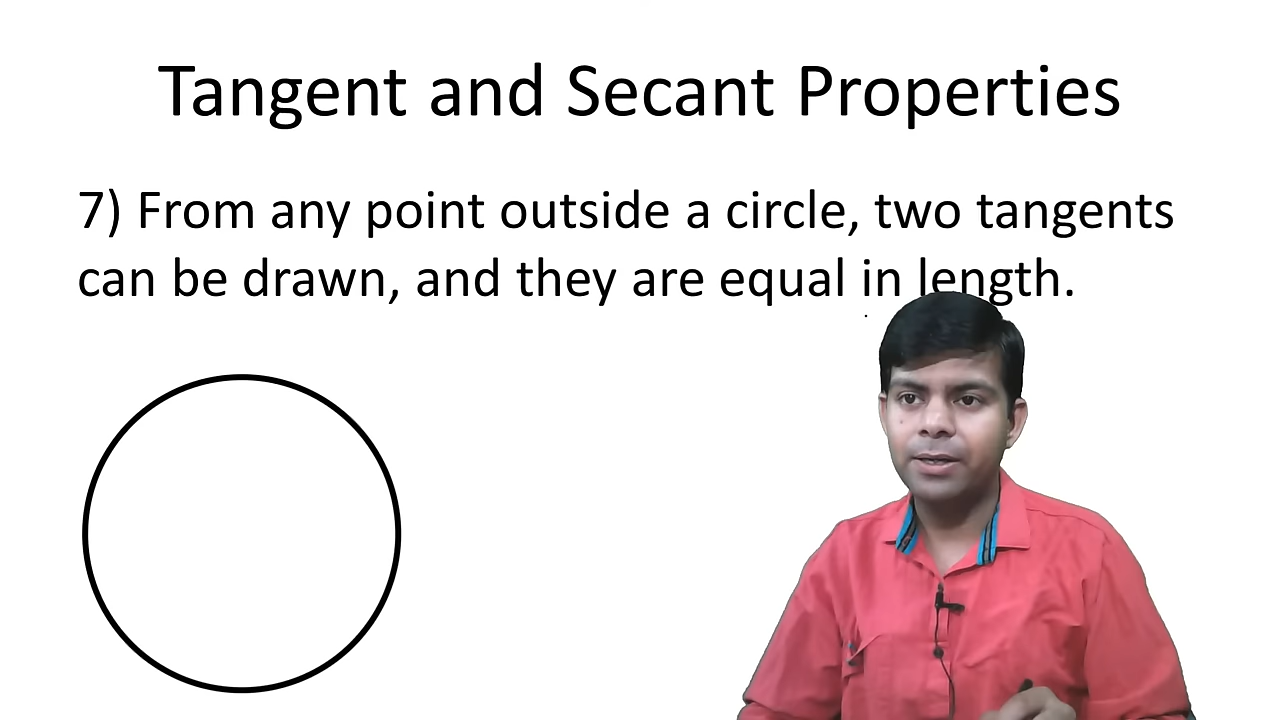 Tangent and Secant Properties
7) From any point outside a circle, two tangents
can be drawn, and they are equal in length.